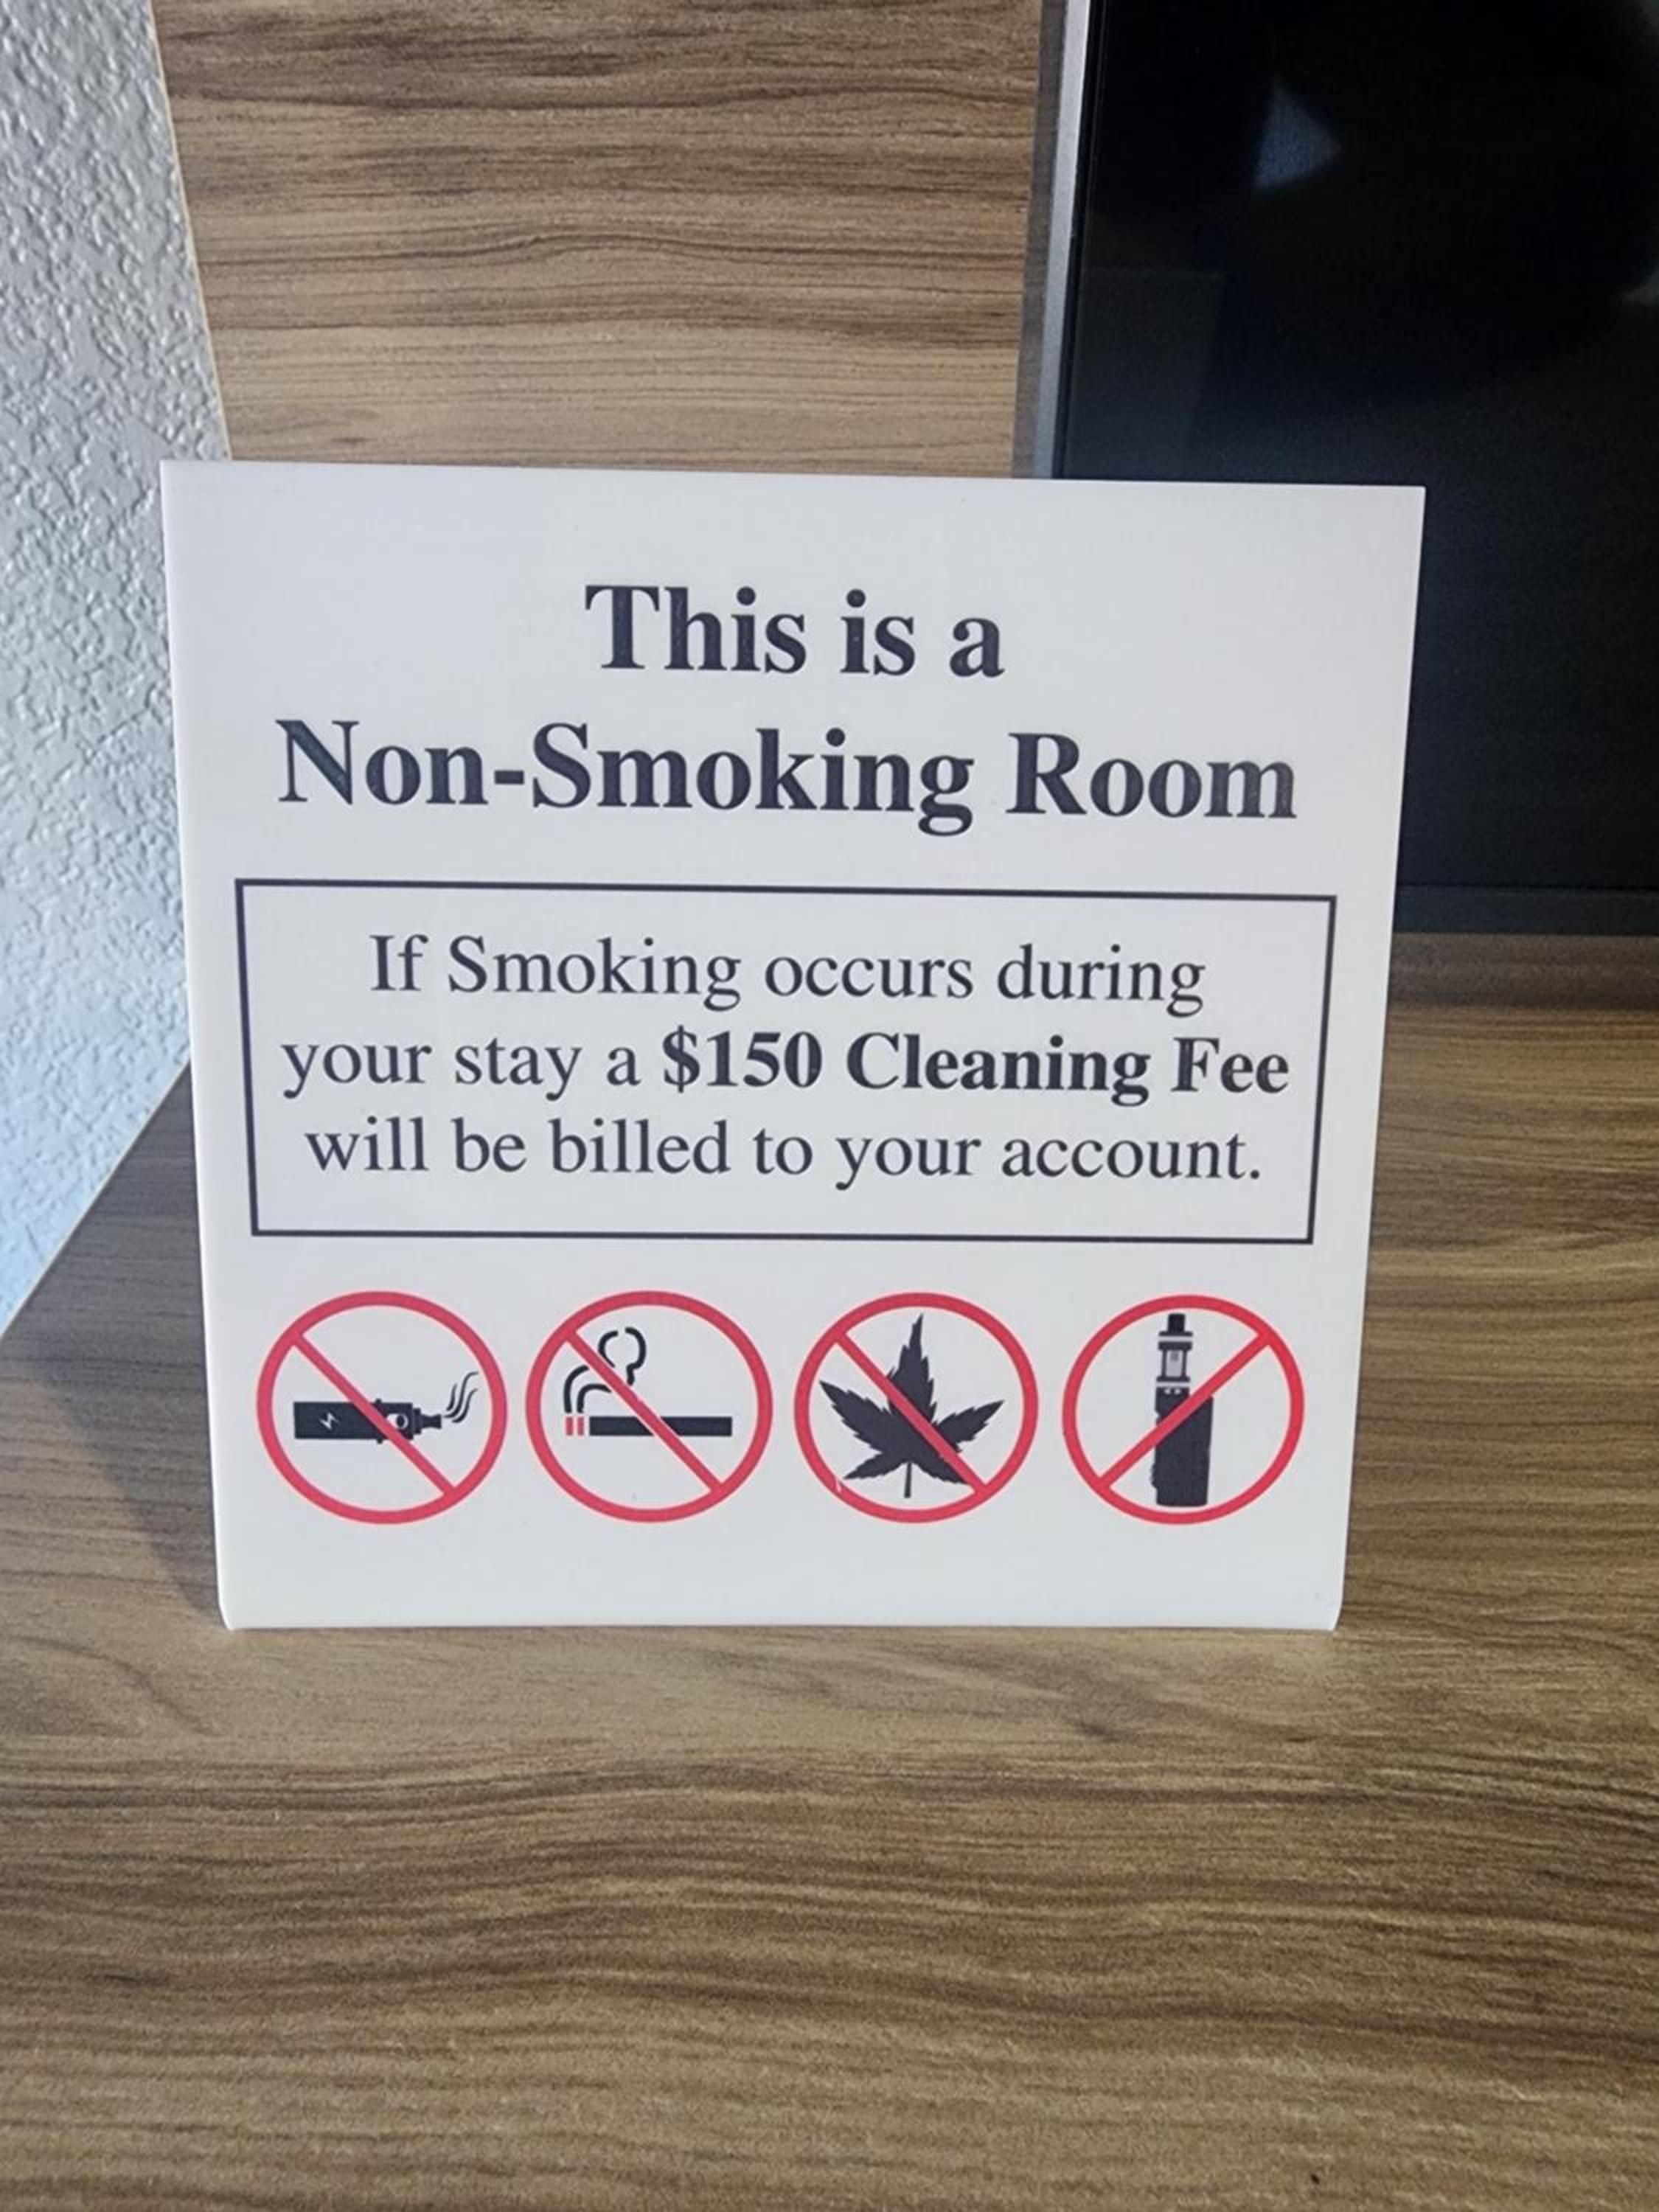 This is a
Non-Smoking Room
If Smoking occurs during
your stay a $150 Cleaning Fee
will be billed to your account.